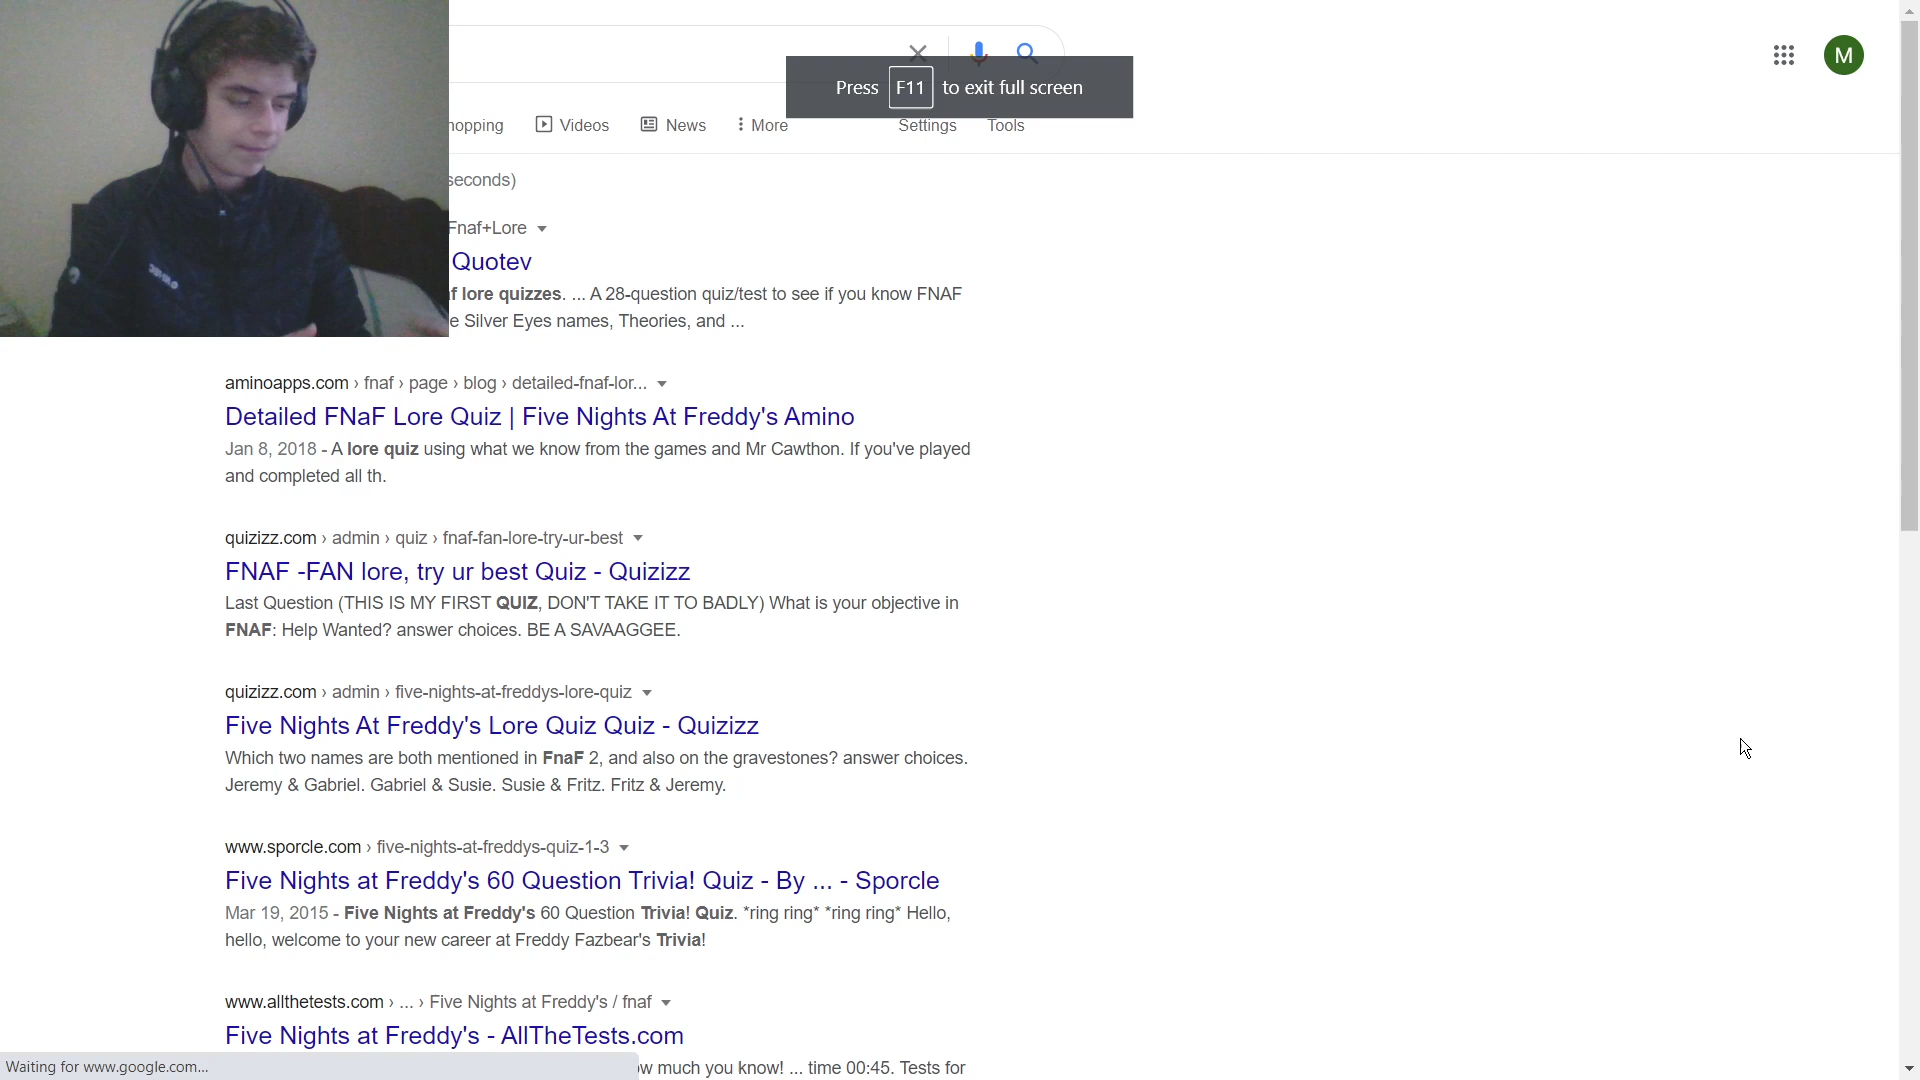 Press F11 to exit full screen
M
hopping
Videos
News
More
Settings
Tools
seconds)
Fnaf+Lore
Quotev
f lore quizzes. ... A 28-question quiz/test to see if you know FNAF
e Silver Eyes names, Theories, and ...
aminoapps.com › fnaf › page › blog › detailed-fnaf-lor...
Detailed FNaF Lore Quiz | Five Nights At Freddy's Amino
Jan 8, 2018 - A lore quiz using what we know from the games and Mr Cawthon. If you've played
and completed all th.
quizizz.com › admin › quiz › fnaf-fan-lore-try-ur-best
FNAF -FAN lore, try ur best Quiz - Quizizz
Last Question (THIS IS MY FIRST QUIZ, DON'T TAKE IT TO BADLY) What is your objective in
FNAF: Help Wanted? answer choices. BE A SAVAAGGEE.
quizizz.com › admin › five-nights-at-freddys-lore-quiz
Five Nights At Freddy's Lore Quiz Quiz - Quizizz
Which two names are both mentioned in FnaF 2, and also on the gravestones? answer choices.
Jeremy & Gabriel. Gabriel & Susie. Susie & Fritz. Fritz & Jeremy.
www.sporcle.com › five-nights-at-freddys-quiz-1-3
Five Nights at Freddy's 60 Question Trivia! Quiz - By ... - Sporcle
Mar 19, 2015 - Five Nights at Freddy's 60 Question Trivia! Quiz. *ring ring* *ring ring* Hello,
hello, welcome to your new career at Freddy Fazbear's Trivia!
www.allthetests.com › ... › Five Nights at Freddy's / fnaf
Five Nights at Freddy's - AllTheTests.com
ow much you know! ... time 00:45. Tests for
Waiting for www.google.com...